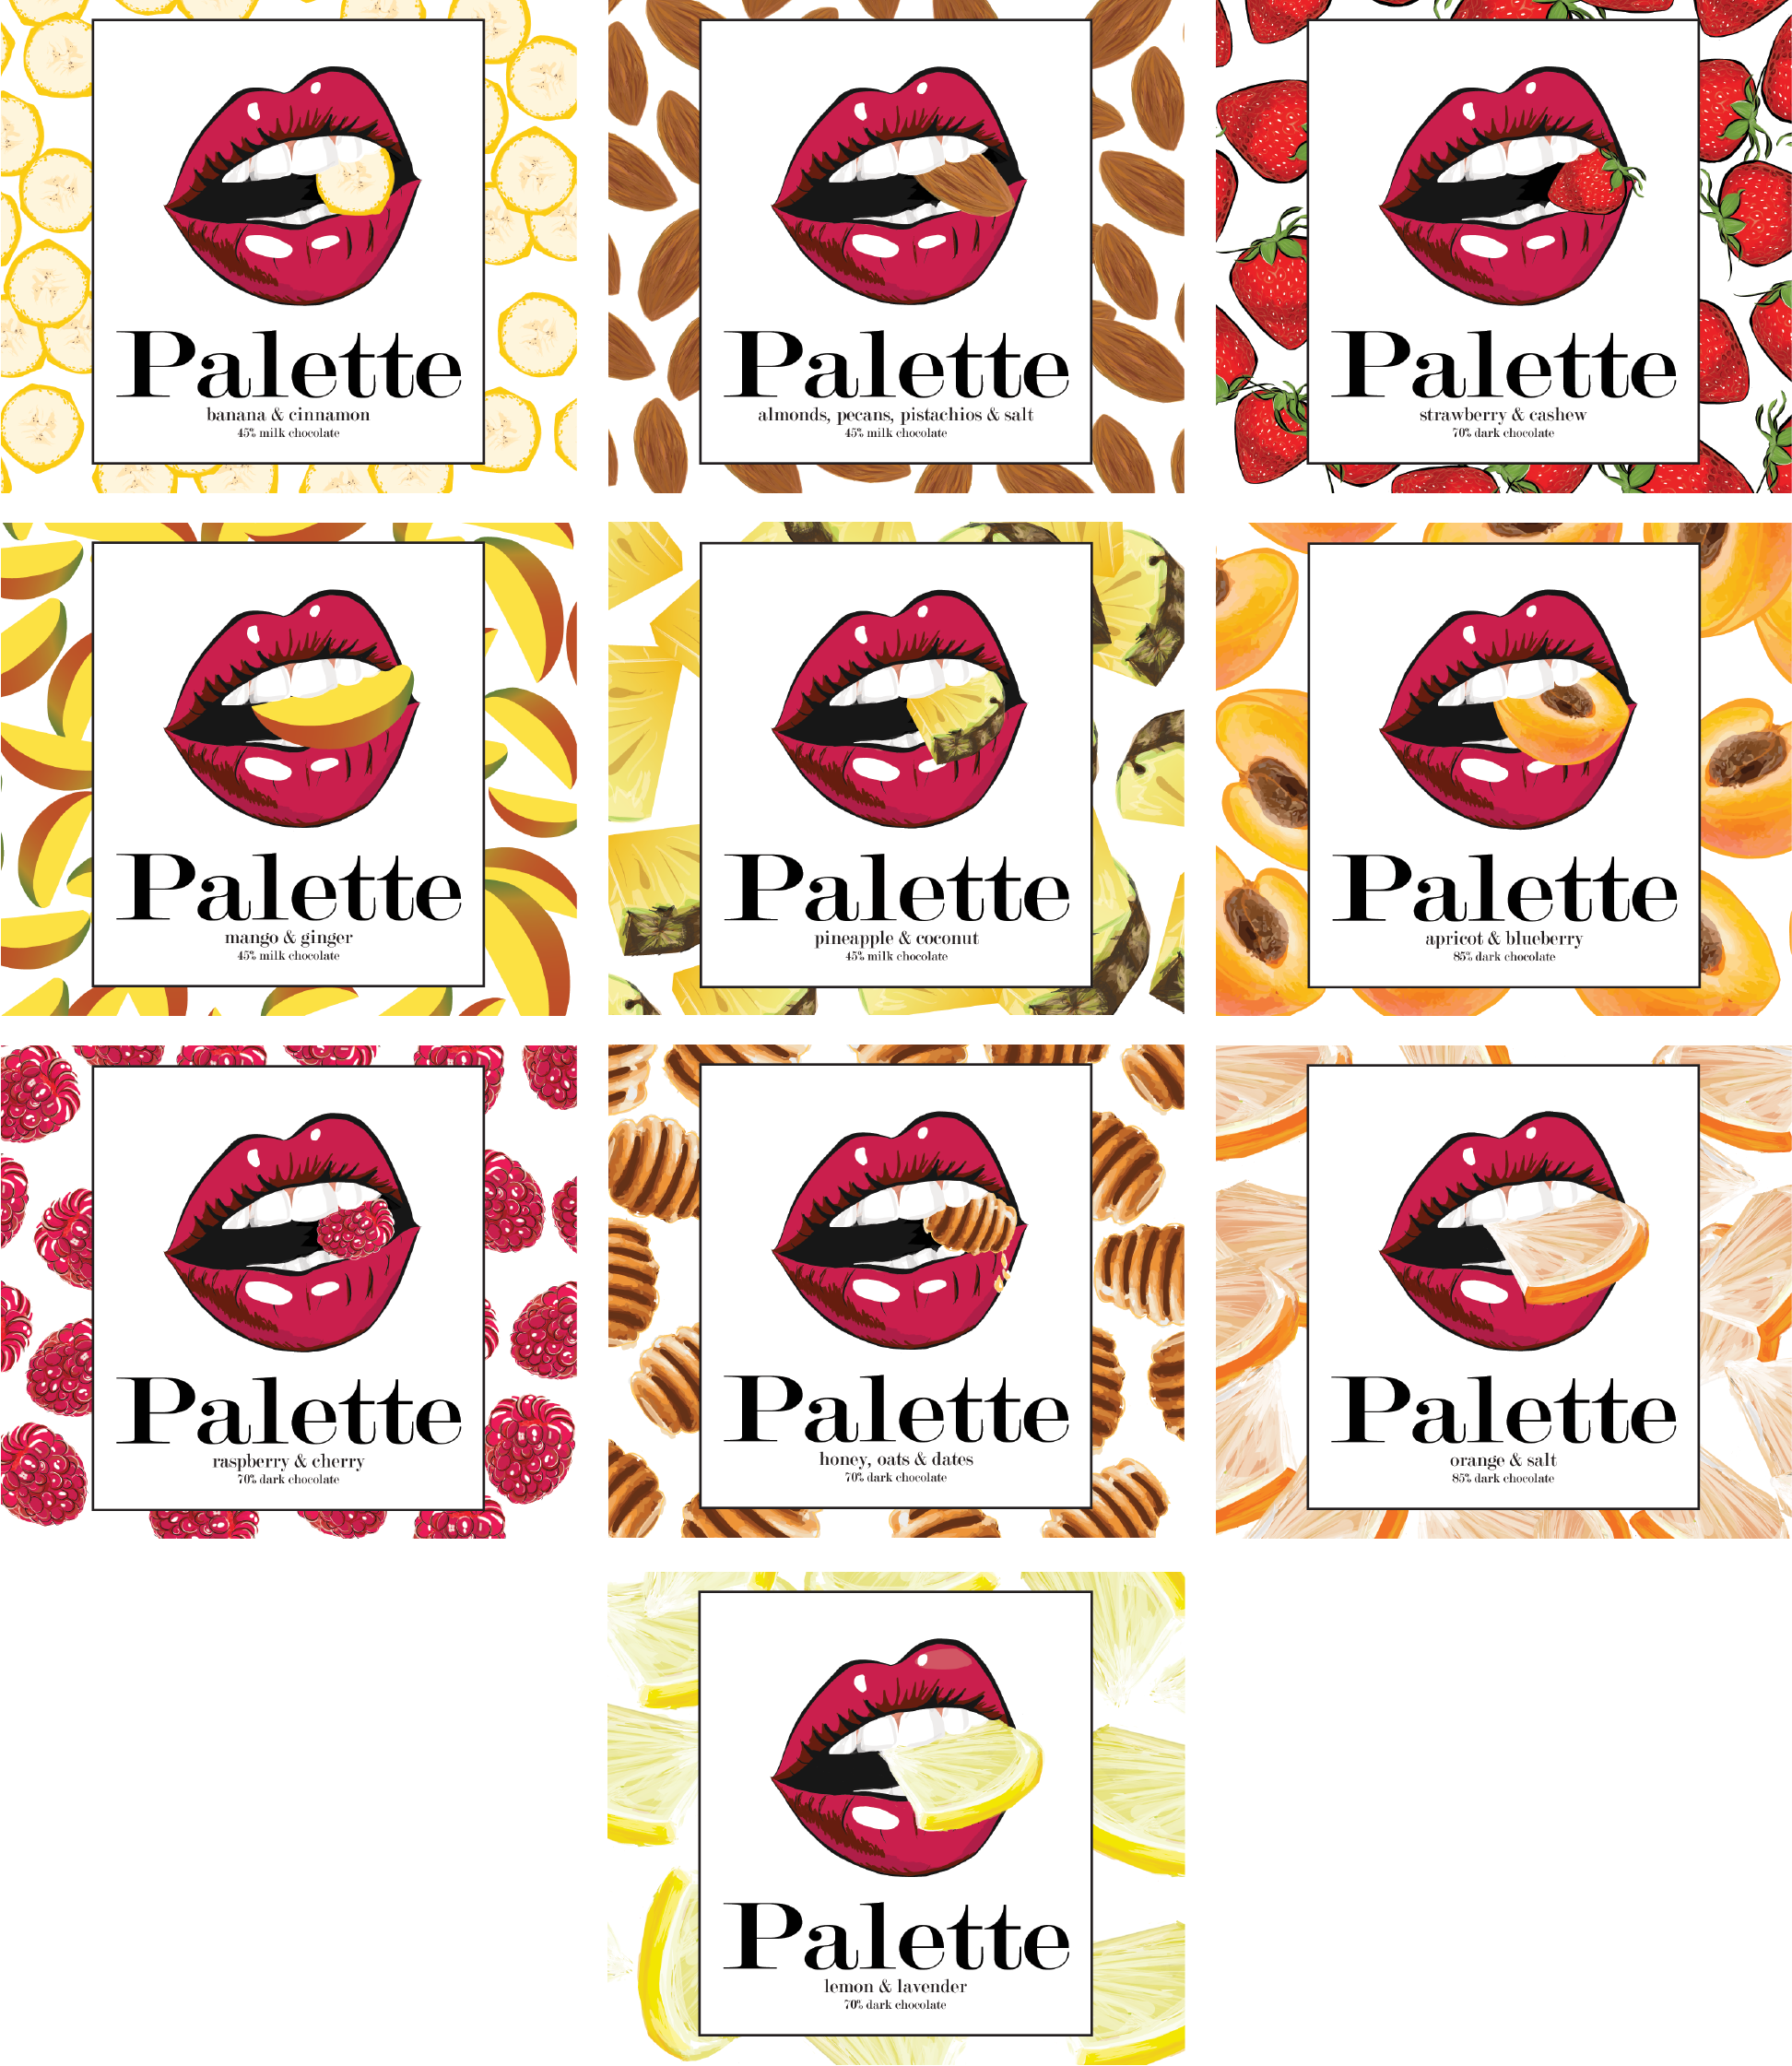 Palette
banana & cinnamon
45% milk chocolate
Palette
almonds, pecans, pistachios & salt
45% milk chocolate
Palette
strawberry & cashew
70% dark chocolate
Palette
mango & ginger
45% milk chocolate
Palette
pineapple & coconut
45% milk chocolate
Palette
apricot & blueberry
85% dark chocolate
Palette
raspberry & cherry
70% dark chocolate
Palette
honey, oats & dates
70% dark chocolate
Palette
orange & salt
85% dark chocolate
Palette
lemon & lavender
70% dark chocolate